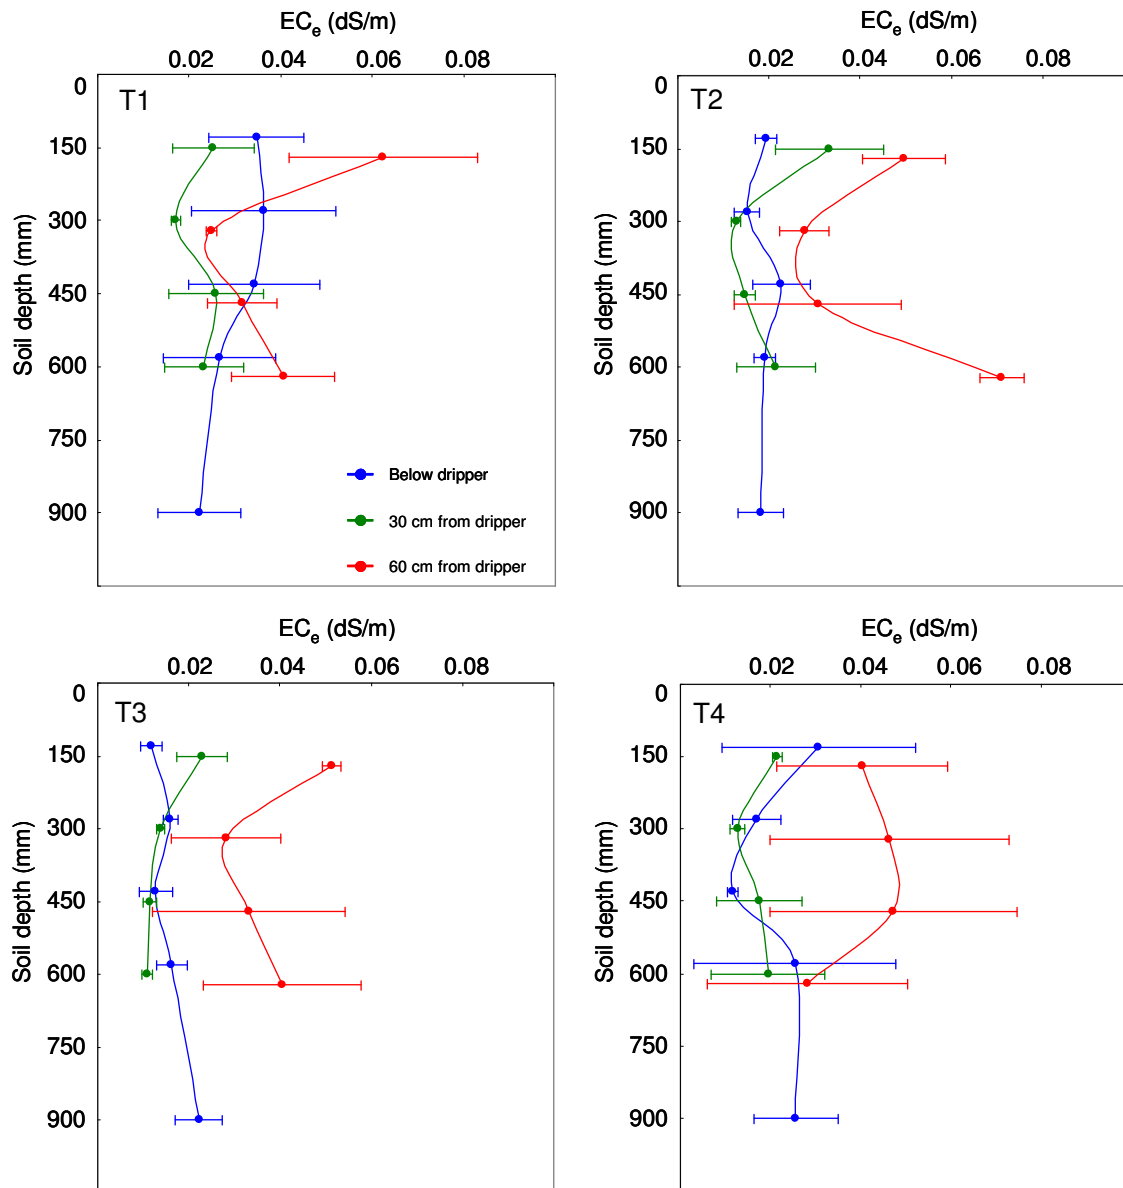 ECe (dS/m)
0.02 0.04 0.06 0.08
0
T1
150
300
450
600
750
900
Soil depth (mm)
Below dripper
30 cm from dripper
60 cm from dripper
ECe (dS/m)
0.02 0.04 0.06 0.08
0
T2
150
300
450
600
750
900
Soil depth (mm)
ECe (dS/m)
0.02 0.04 0.06 0.08
0
T3
150
300
450
600
750
900
Soil depth (mm)
ECe (dS/m)
0.02 0.04 0.06 0.08
0
T4
150
300
450
600
750
900
Soil depth (mm)